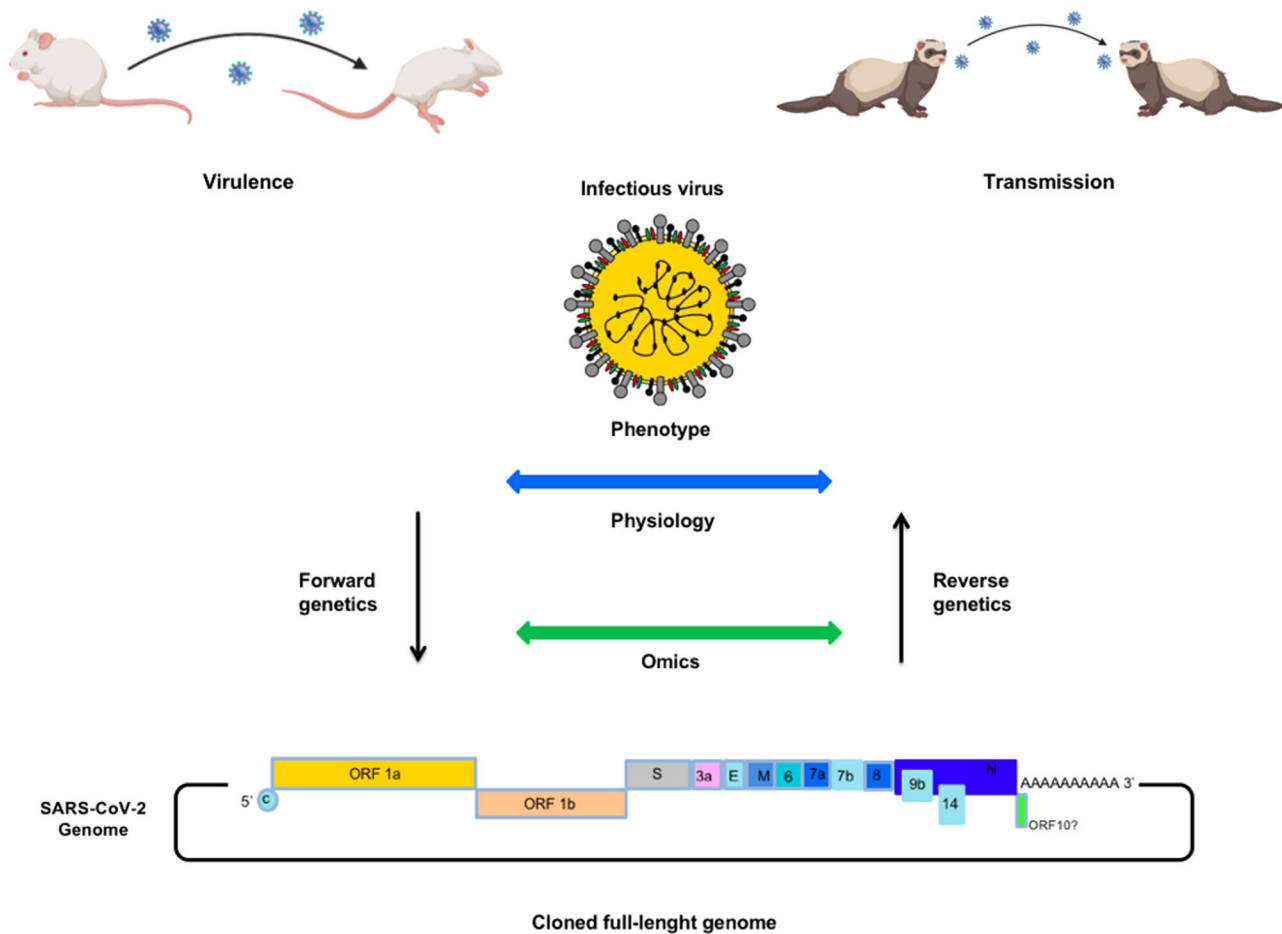 Virulence
Transmission
Infectious virus
Phenotype
Physiology
Forward
genetics
Reverse
genetics
Omics
ORF 1a
S
3a
E
M
6
7a
7b
8
N
9b
14
AAAAAAAAAA 3'
5'
C
ORF 1b
ORF10?
SARS-CoV-2
Genome
Cloned full-lenght genome